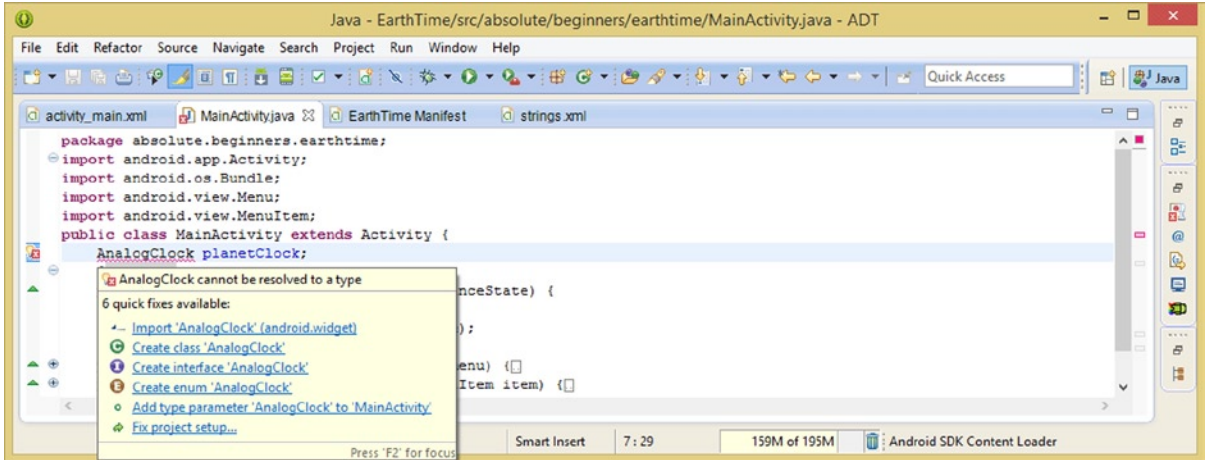 Java - EarthTime/src/absolute/beginners/earthtime/MainActivity.java - ADT
File Edit Refactor Source Navigate Search Project Run Window Help
Quick Access
Java
activity_main.xml MainActivity.java EarthTime Manifest strings.xml
package absolute.beginners.earthtime;
import android.app.Activity;
import android.os.Bundle;
import android.view.Menu;
import android.view.MenuItem;
public class MainActivity extends Activity {
AnalogClock planetClock;
AnalogClock cannot be resolved to a type
nceState) {
6 quick fixes available:
Import 'AnalogClock' (android.widget)
);
Create class 'AnalogClock'
Create interface 'AnalogClock'
enu) {
Create enum 'AnalogClock'
Item item) {
Add type parameter 'AnalogClock' to 'MainActivity'
Fix project setup...
Press 'F2' for focus
Smart Insert 7 : 29 159M of 195M Android SDK Content Loader